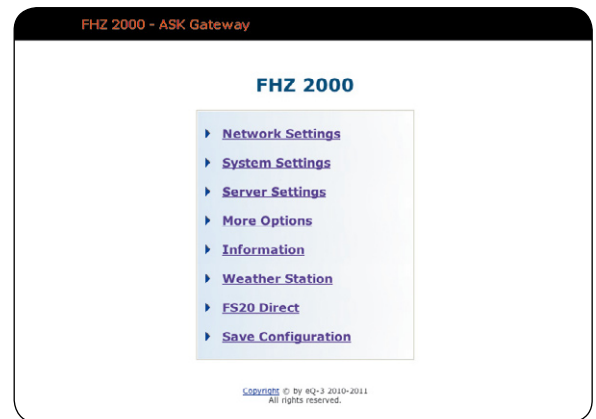 FHZ 2000 - ASK Gateway
FHZ 2000
Network Settings
System Settings
Server Settings
More Options
Information
Weather Station
FS20 Direct
Save Configuration
Copyright © by eQ-3 2010-2011
All rights reserved.